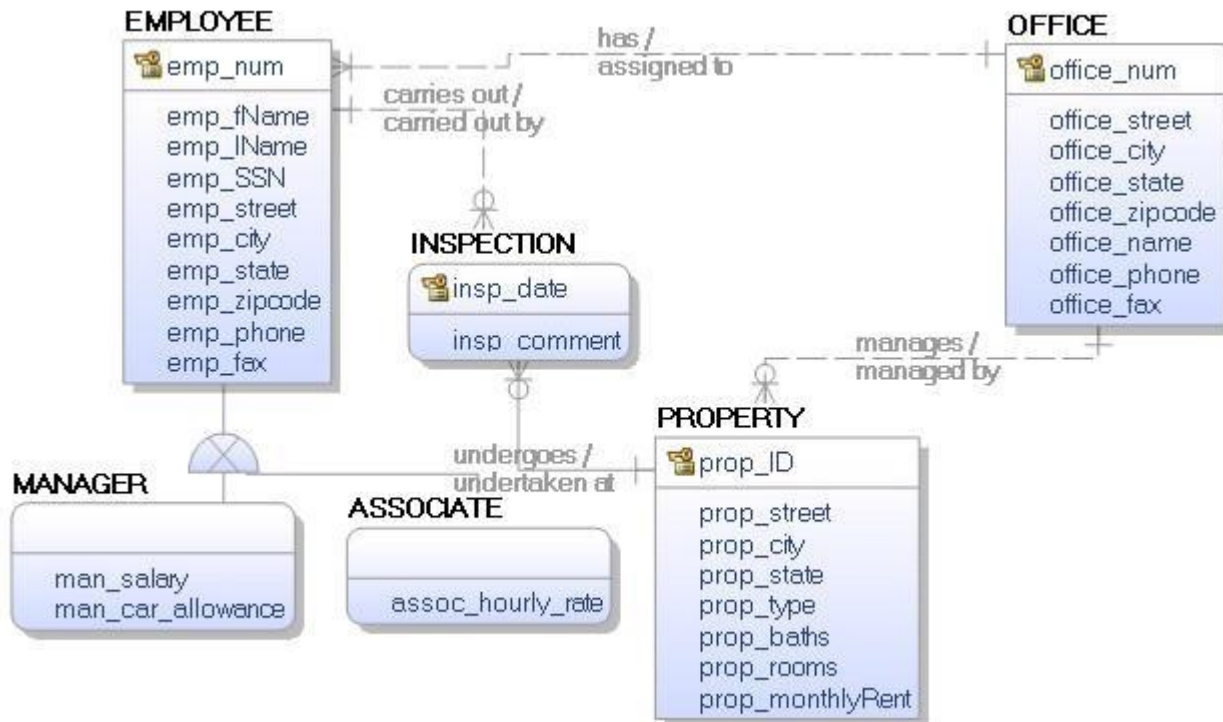 EMPLOYEE
emp_num
emp_fName
emp_lName
emp_SSN
emp_street
emp_city
emp_state
emp_zipcode
emp_phone
emp_fax
has /
assigned to
carries out /
carried out by
OFFICE
office_num
office_street
office_city
office_state
office_zipcode
office_name
office_phone
office_fax
INSPECTION
insp_date
insp_comment
manages /
managed by
undergoes /
undertaken at
PROPERTY
prop_ID
prop_street
prop_city
prop_state
prop_type
prop_baths
prop_rooms
prop_monthlyRent
MANAGER
man_salary
man_car_allowance
ASSOCIATE
assoc_hourly_rate